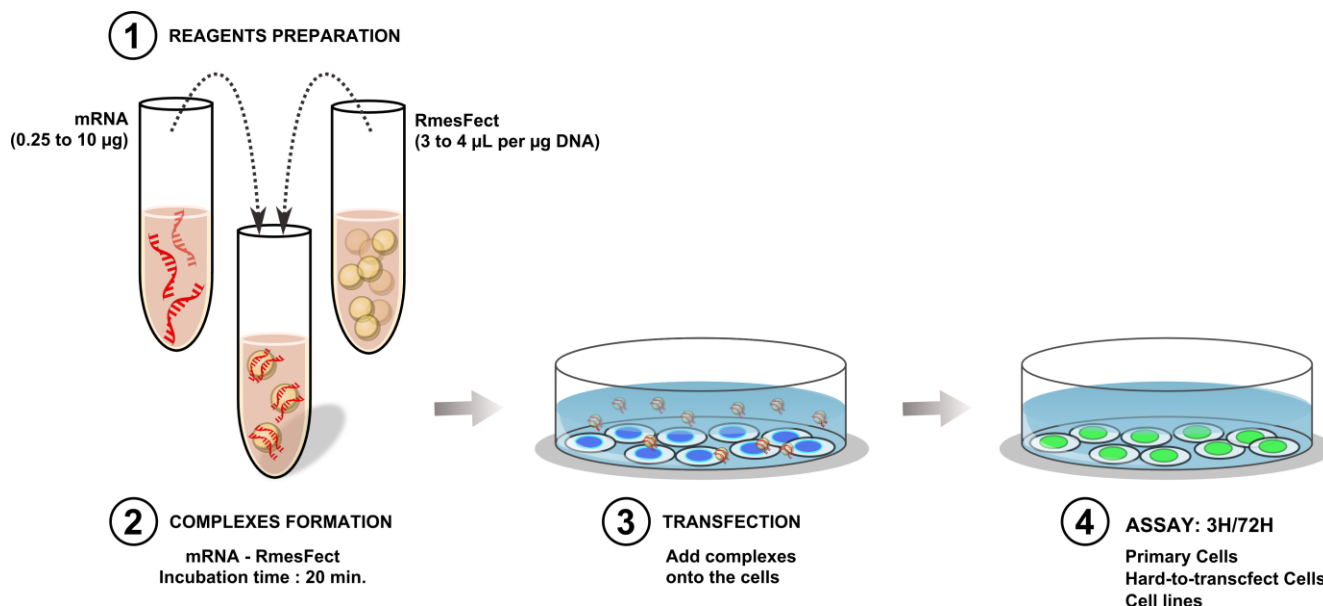 1 REAGENTS PREPARATION
mRNA
(0.25 to 10 µg)
RmesFect
(3 to 4 µL per µg DNA)
2 COMPLEXES FORMATION
mRNA - RmesFect
Incubation time : 20 min.
3 TRANSFECTION
Add complexes
onto the cells
4 ASSAY: 3H/72H
Primary Cells
Hard-to-transcfect Cells
Cell lines